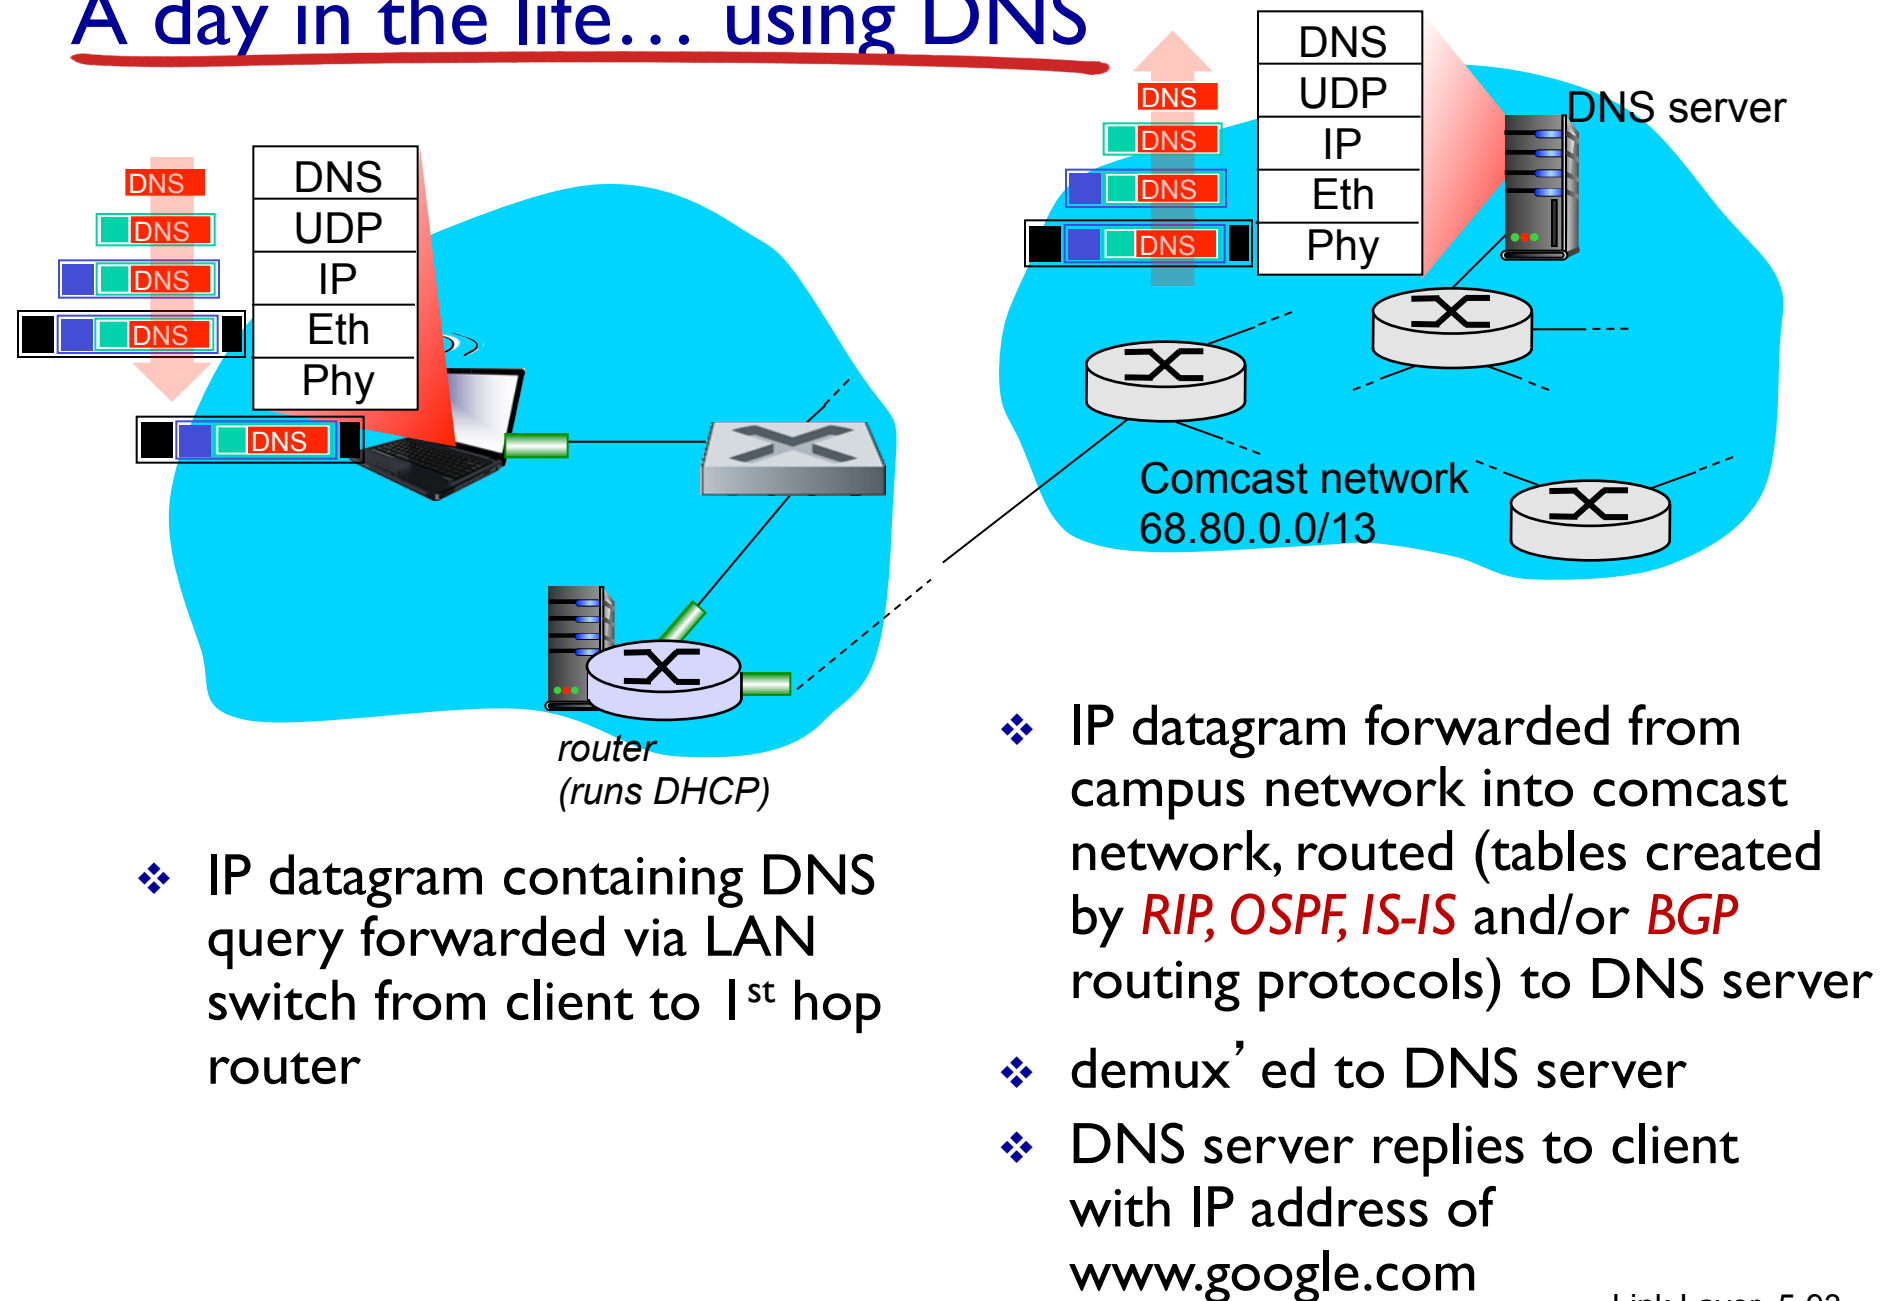 A day in the life… using DNS
DNS
DNS
DNS
DNS
DNS
DNS
UDP
IP
Eth
Phy
DNS
DNS
DNS
DNS
DNS
UDP
IP
Eth
Phy
DNS server
Comcast network
68.80.0.0/13
router
(runs DHCP)
❖ IP datagram containing DNS
query forwarded via LAN
switch from client to 1st hop
router
❖ IP datagram forwarded from
campus network into comcast
network, routed (tables created
by RIP, OSPF, IS-IS and/or BGP
routing protocols) to DNS server
❖ demux’ ed to DNS server
❖ DNS server replies to client
with IP address of
www.google.com